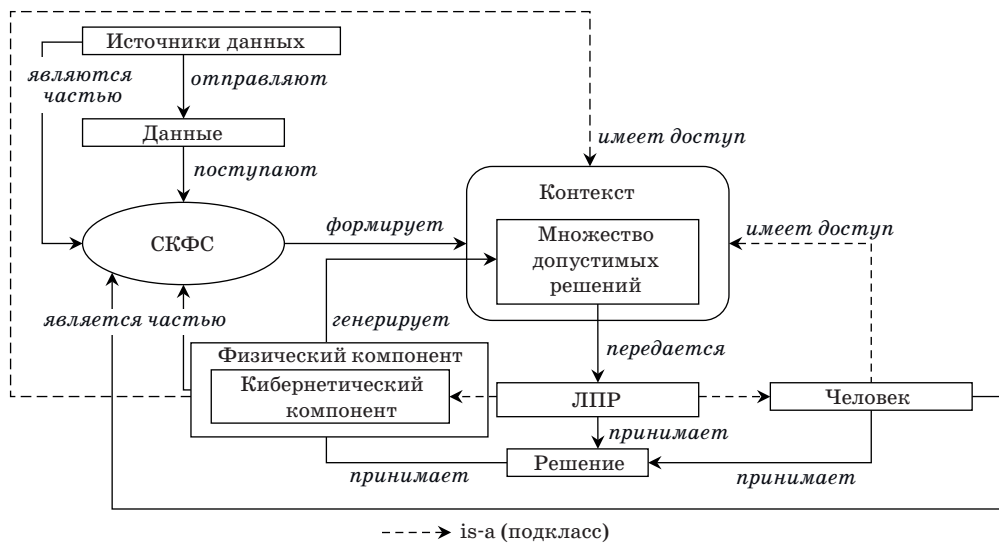 Источники данных
являются
частью
отправляют
Данные
имеет доступ
поступают
Контекст
СКФС
формирует
Множество
допустимых
решений
имеет доступ
является частью
генерирует
передается
Физический компонент
Кибернетический
компонент
ЛПР
Человек
принимает
Решение
принимает
принимает
is-a (подкласс)